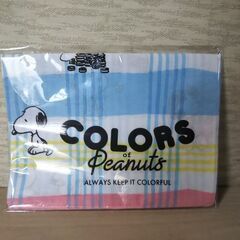 COLORS
of
Peanuts
ALWAYS KEEP IT COLORFUL